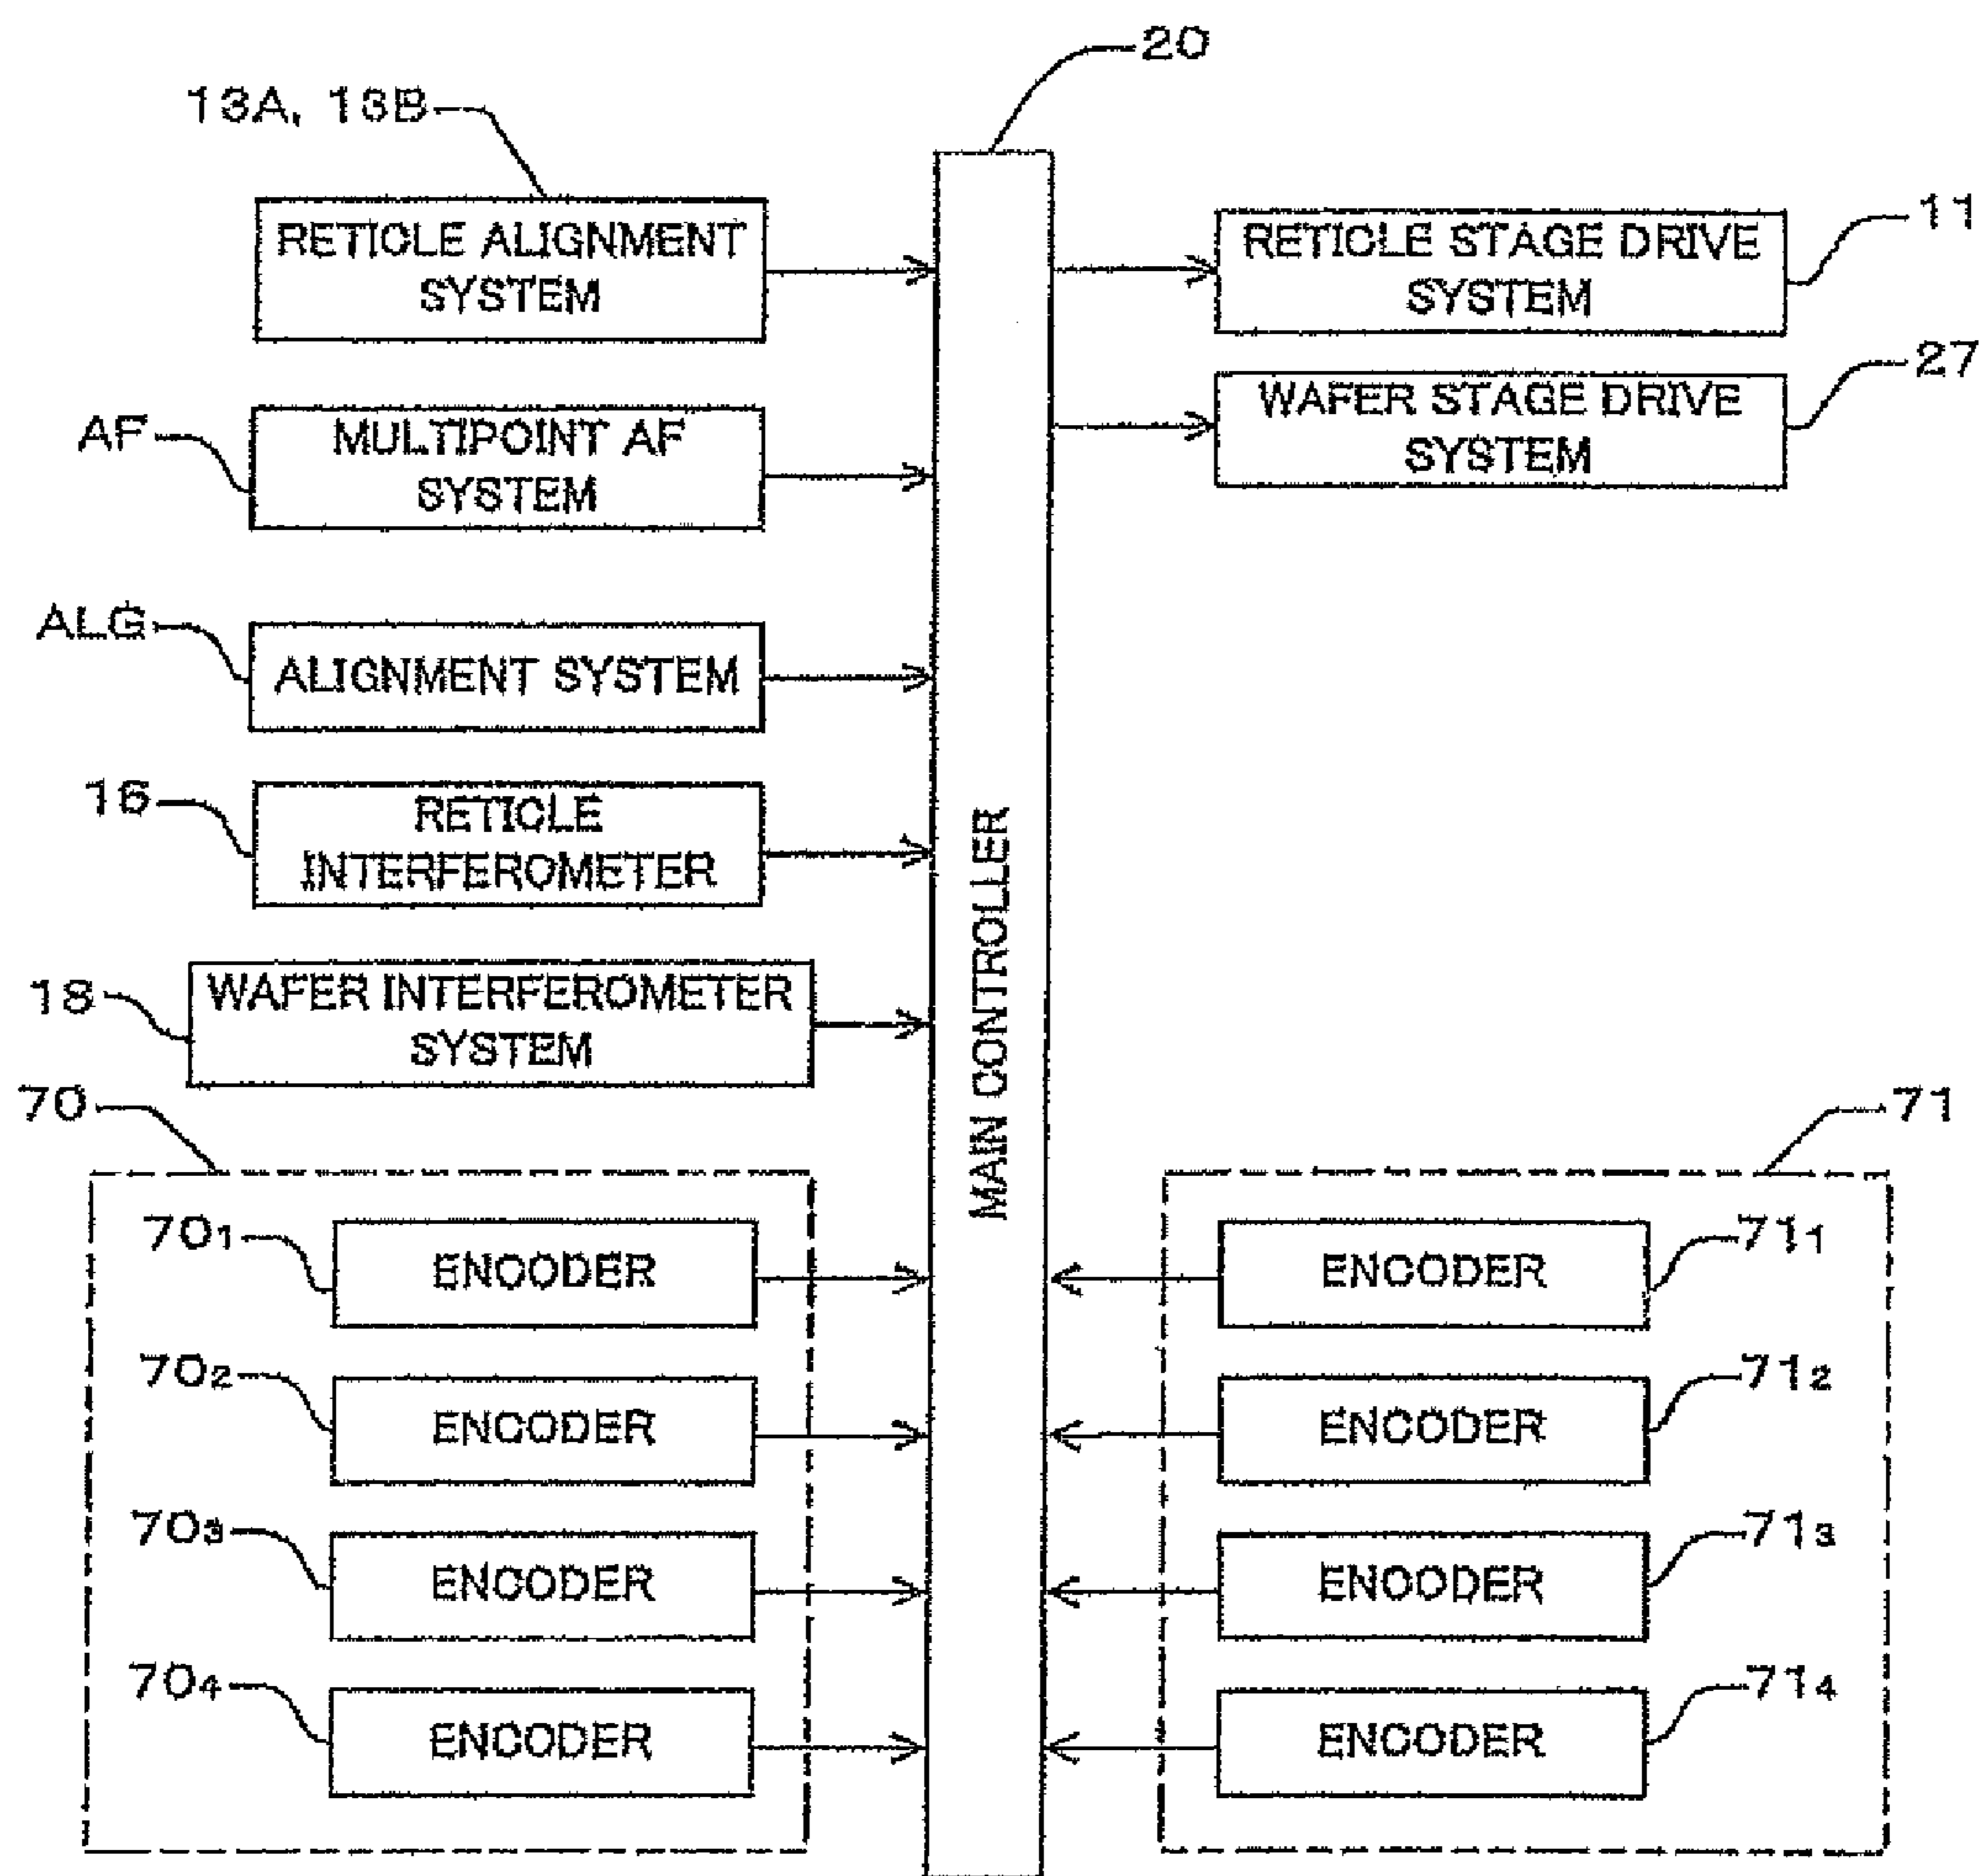 20
13A, 13B
RETICLE ALIGNMENT
SYSTEM
RETICLE STAGE DRIVE
SYSTEM
11
AF
MULTIPOINT AF
SYSTEM
WAFER STAGE DRIVE
SYSTEM
27
ALG
ALIGNMENT SYSTEM
16
RETICLE
INTERFEROMETER
18
WAFER INTERFEROMETER
SYSTEM
MAIN CONTROLLER
70
71
70₁
ENCODER
ENCODER
71₁
70₂
ENCODER
ENCODER
71₂
70₃
ENCODER
ENCODER
71₃
70₄
ENCODER
ENCODER
71₄